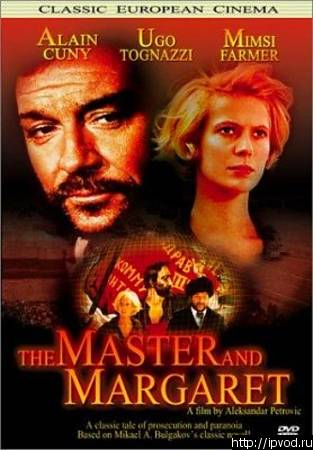 CLASSIC EUROPEAN CINEMA
ALAIN CUNY
UGO TOGNAZZI
MIMSI FARMER
THE MASTER AND
MARGARET
A film by Aleksandar Petrovic
A classic tale of prosecution and paranoia
Based on Mikael A. Bulgakov's classic novel!
DVD
http://ipvod.ru